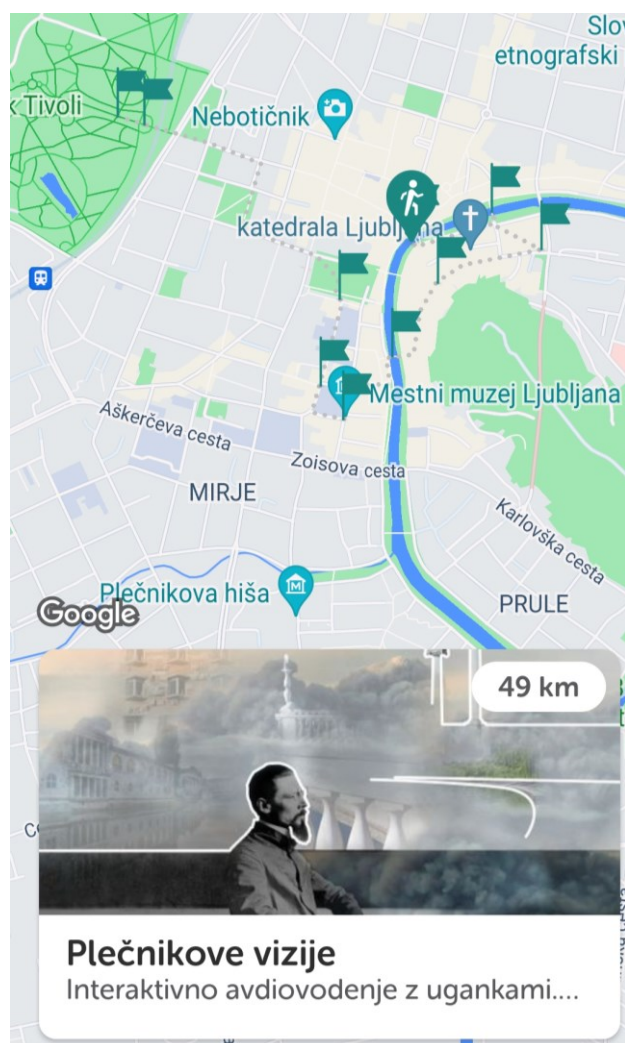 Slov
etnografski
k Tivoli
Nebotičnik
katedrala Ljubljana
Mestni muzej Ljubljana
Aškerčeva cesta
Zoisova cesta
MIRJE
Karlovška cesta
Plečnikova hiša
PRULE
Google
49 km
Plečnikove vizije
Interaktivno avdiovodenje z ugankami....